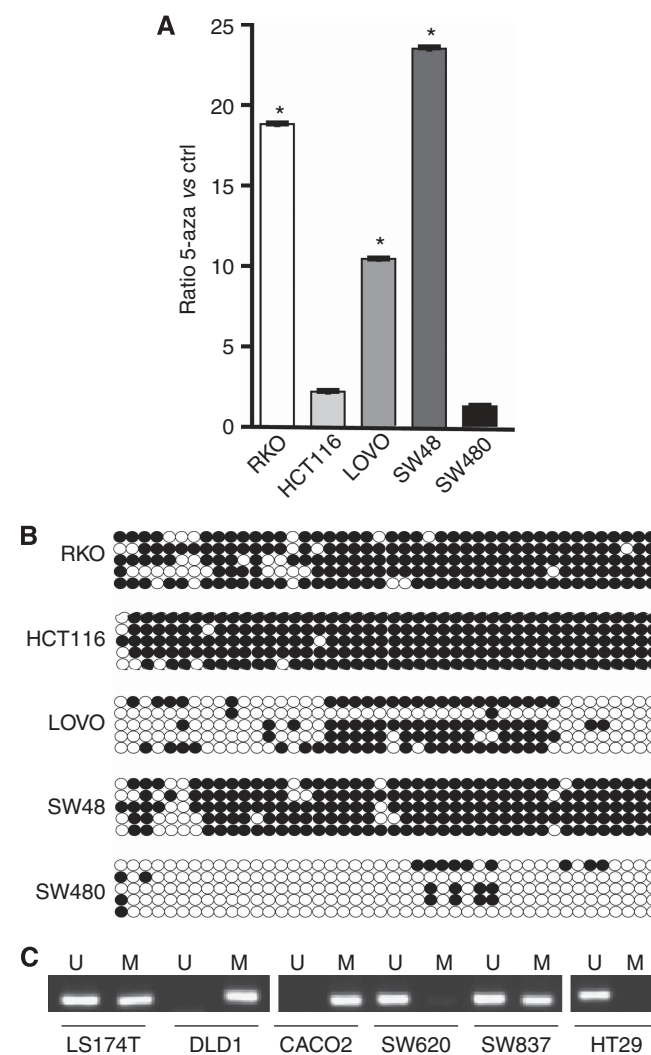 A
25
20
15
10
5
0
Ratio 5-aza vs ctrl
*
*
*
RKO
HCT116
LOVO
SW48
SW480
B
RKO
HCT116
LOVO
SW48
SW480
C
U M U M U M U M U M U M
LS174T DLD1 CACO2 SW620 SW837 HT29